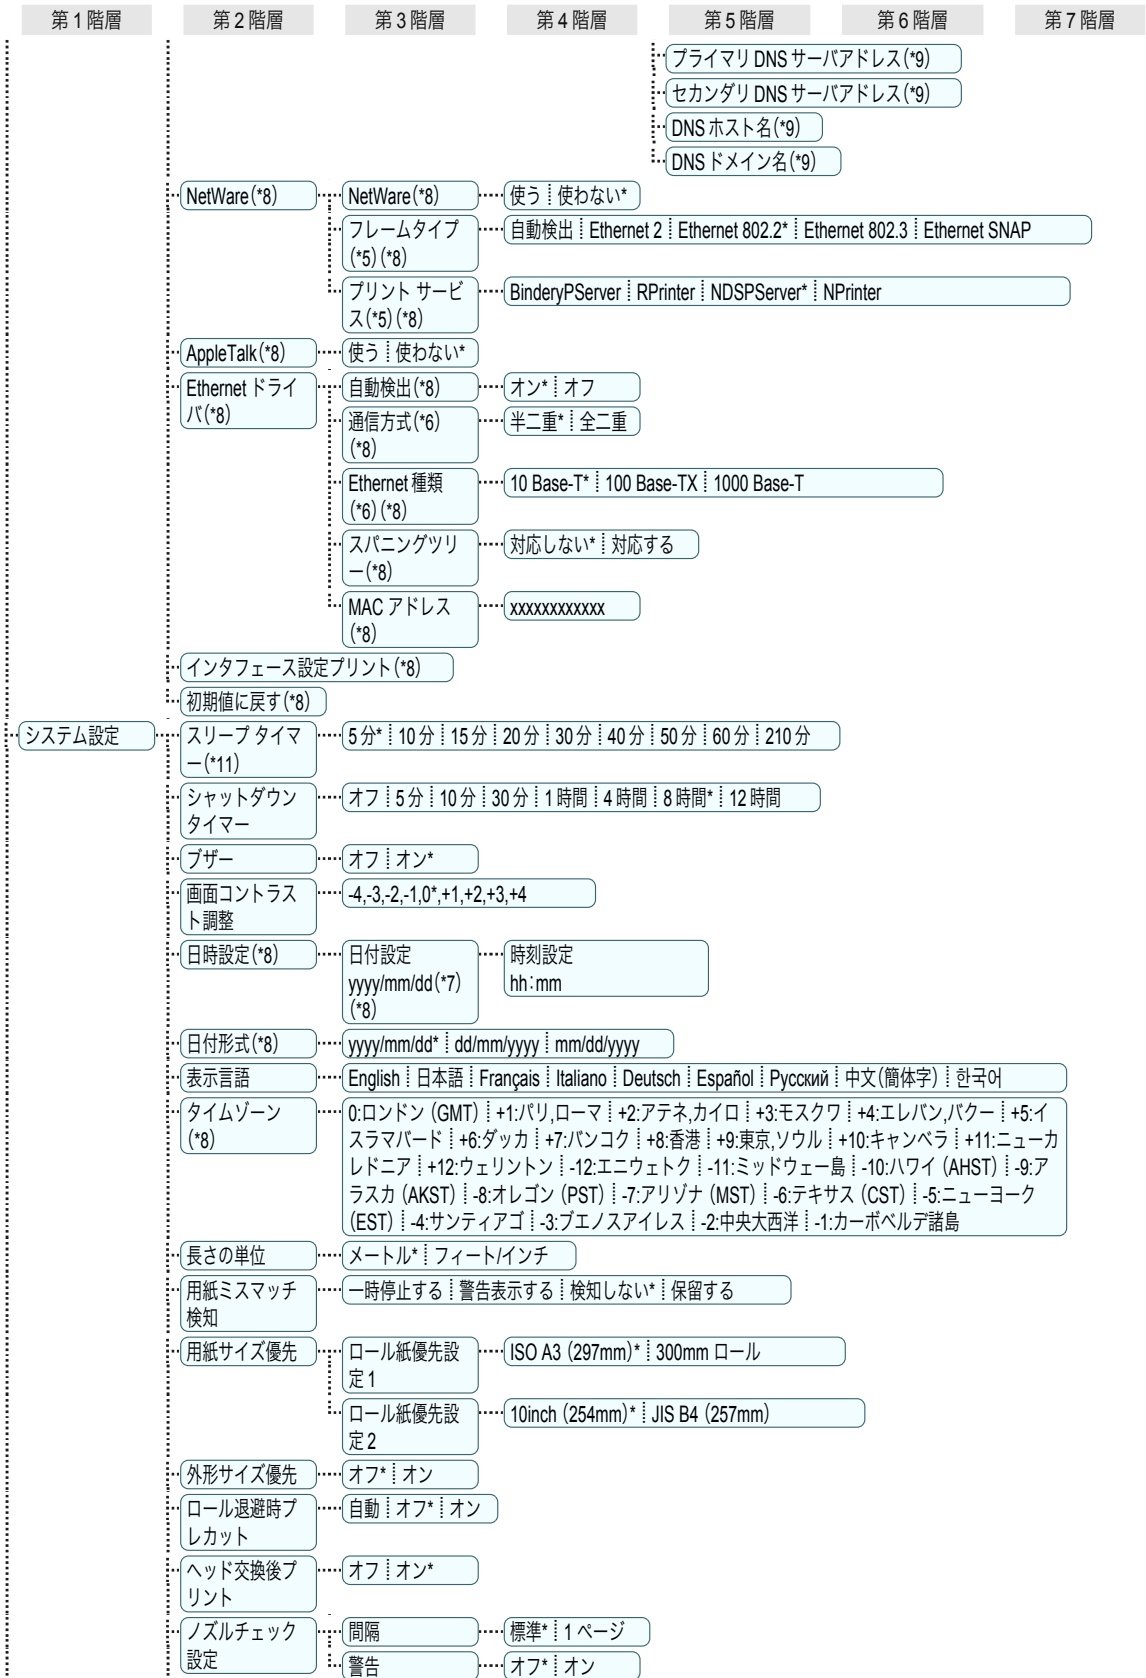 第1階層 第2階層 第3階層 第4階層 第5階層 第6階層 第7階層
プライマリ DNS サーバアドレス(*9)
セカンダリ DNS サーバアドレス(*9)
DNS ホスト名(*9)
DNS ドメイン名(*9)
NetWare(*8) NetWare(*8) 使う 使わない*
フレームタイプ
(*5)(*8)
自動検出 Ethernet 2 Ethernet 802.2* Ethernet 802.3 Ethernet SNAP
プリント サービ
ス(*5)(*8)
BinderyPServer RPrinter NDSPServer* NPrinter
AppleTalk(*8) 使う 使わない*
Ethernet ドライ
バ(*8)
自動検出(*8) オン* オフ
通信方式(*6)
(*8)
半二重* 全二重
Ethernet 種類
(*6)(*8)
10 Base-T* 100 Base-TX 1000 Base-T
スパニングツリ
ー(*8)
対応しない* 対応する
MAC アドレス
(*8)
xxxxxxxxxxxx
インタフェース設定プリント(*8)
初期値に戻す(*8)
システム設定
スリープ タイマ
ー(*11)
5分* 10分 15分 20分 30分 40分 50分 60分 210分
シャットダウン
タイマー
オフ 5分 10分 30分 1時間 4時間 8時間* 12時間
ブザー オフ オン*
画面コントラス
ト調整
-4,-3,-2,-1,0*,+1,+2,+3,+4
日時設定(*8)
日付設定
yyyy/mm/dd(*7)
(*8)
時刻設定
hh:mm
日付形式(*8) yyyy/mm/dd* dd/mm/yyyy mm/dd/yyyy
表示言語 English 日本語 Français Italiano Deutsch Español Русский 中文(簡体字) 한국어
タイムゾーン
(*8)
0:ロンドン (GMT) +1:パリ,ローマ +2:アテネ,カイロ +3:モスクワ +4:エレバン,バクー +5:イ
スラマバード +6:ダッカ +7:バンコク +8:香港 +9:東京,ソウル +10:キャンベラ +11:ニューカ
レドニア +12:ウェリントン -12:エニウェトク -11:ミッドウェー島 -10:ハワイ (AHST) -9:ア
ラスカ (AKST) -8:オレゴン (PST) -7:アリゾナ (MST) -6:テキサス (CST) -5:ニューヨーク
(EST) -4:サンティアゴ -3:ブエノスアイレス -2:中央大西洋 -1:カーボベルデ諸島
長さの単位 メートル* フィート/インチ
用紙ミスマッチ
検知
一時停止する 警告表示する 検知しない* 保留する
用紙サイズ優先
ロール紙優先設
定1
ISO A3 (297mm)* 300mm ロール
ロール紙優先設
定2
10inch (254mm)* JIS B4 (257mm)
外形サイズ優先 オフ* オン
ロール退避時プ
レカット
自動 オフ* オン
ヘッド交換後プ
リント
オフ オン*
ノズルチェック
設定
間隔 標準* 1ページ
警告 オフ* オン